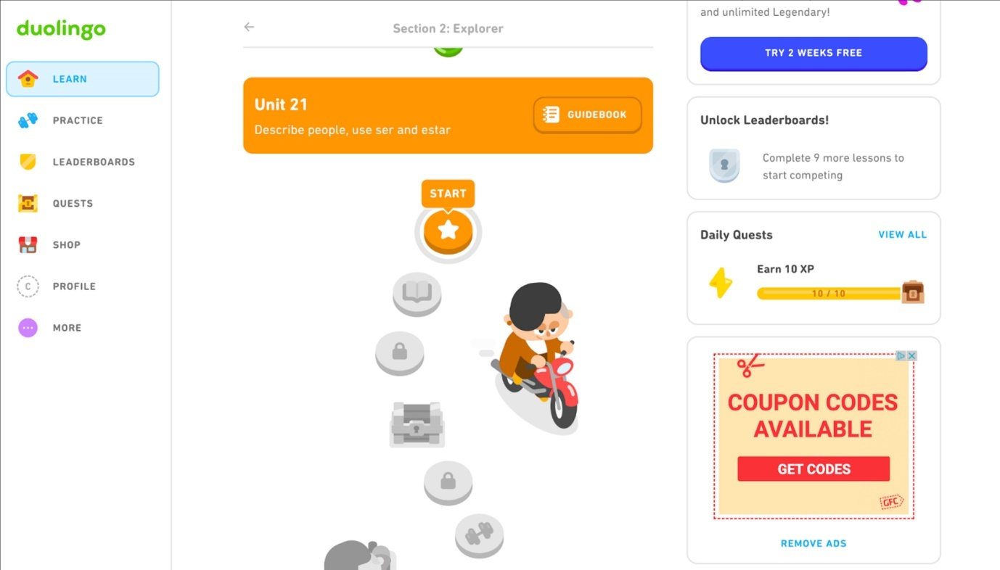 duolingo
LEARN
PRACTICE
LEADERBOARDS
QUESTS
SHOP
C
PROFILE
MORE
Section 2: Explorer
Unit 21
Describe people, use ser and estar
GUIDEBOOK
START
and unlimited Legendary!
TRY 2 WEEKS FREE
Unlock Leaderboards!
Complete 9 more lessons to
start competing
Daily Quests
VIEW ALL
Earn 10 XP
10 / 10
COUPON CODES
AVAILABLE
GET CODES
GFC
REMOVE ADS